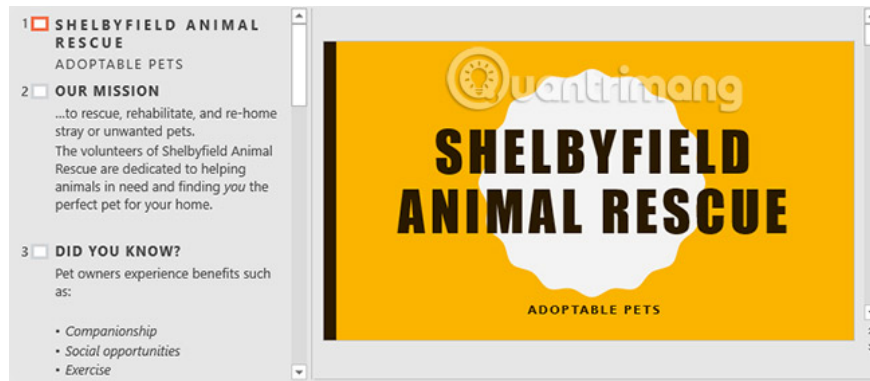 1 SHELBYFIELD ANIMAL
RESCUE
ADOPTABLE PETS
2 OUR MISSION
...to rescue, rehabilitate, and re-home
stray or unwanted pets.
The volunteers of Shelbyfield Animal
Rescue are dedicated to helping
animals in need and finding you the
perfect pet for your home.
3 DID YOU KNOW?
Pet owners experience benefits such
as:
• Companionship
• Social opportunities
• Exercise
Quantrimang
SHELBYFIELD
ANIMAL RESCUE
ADOPTABLE PETS